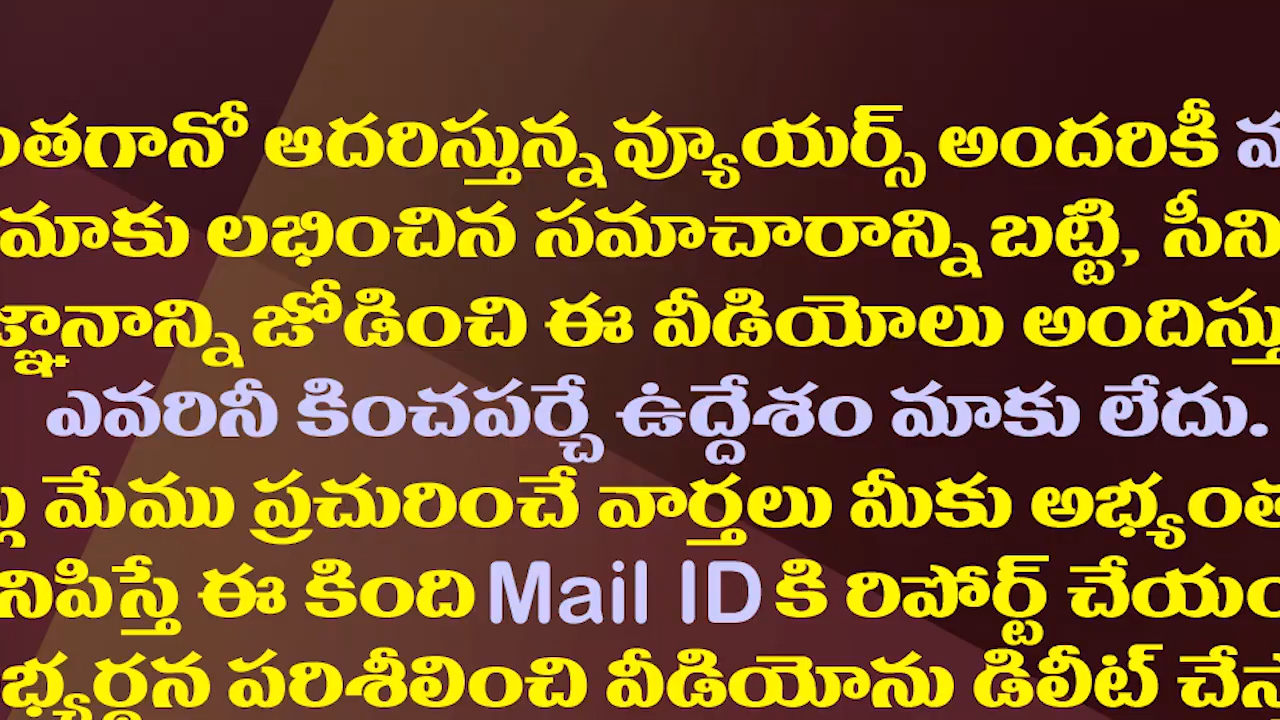 ఆదరిస్తున్న వ్యూయర్స్ అందరికీ
మాకు లభించిన సమాచారాన్ని బట్టి,
జోడించి ఈ వీడియోలు
ఎవరినీ కించపర్చే ఉద్దేశం మాకు లేదు.
మేము ప్రచురించే వార్తలు మీకు
ఈ కింది Mail ID కి రిపోర్ట్
పరిశీలించి వీడియోను డిలీట్